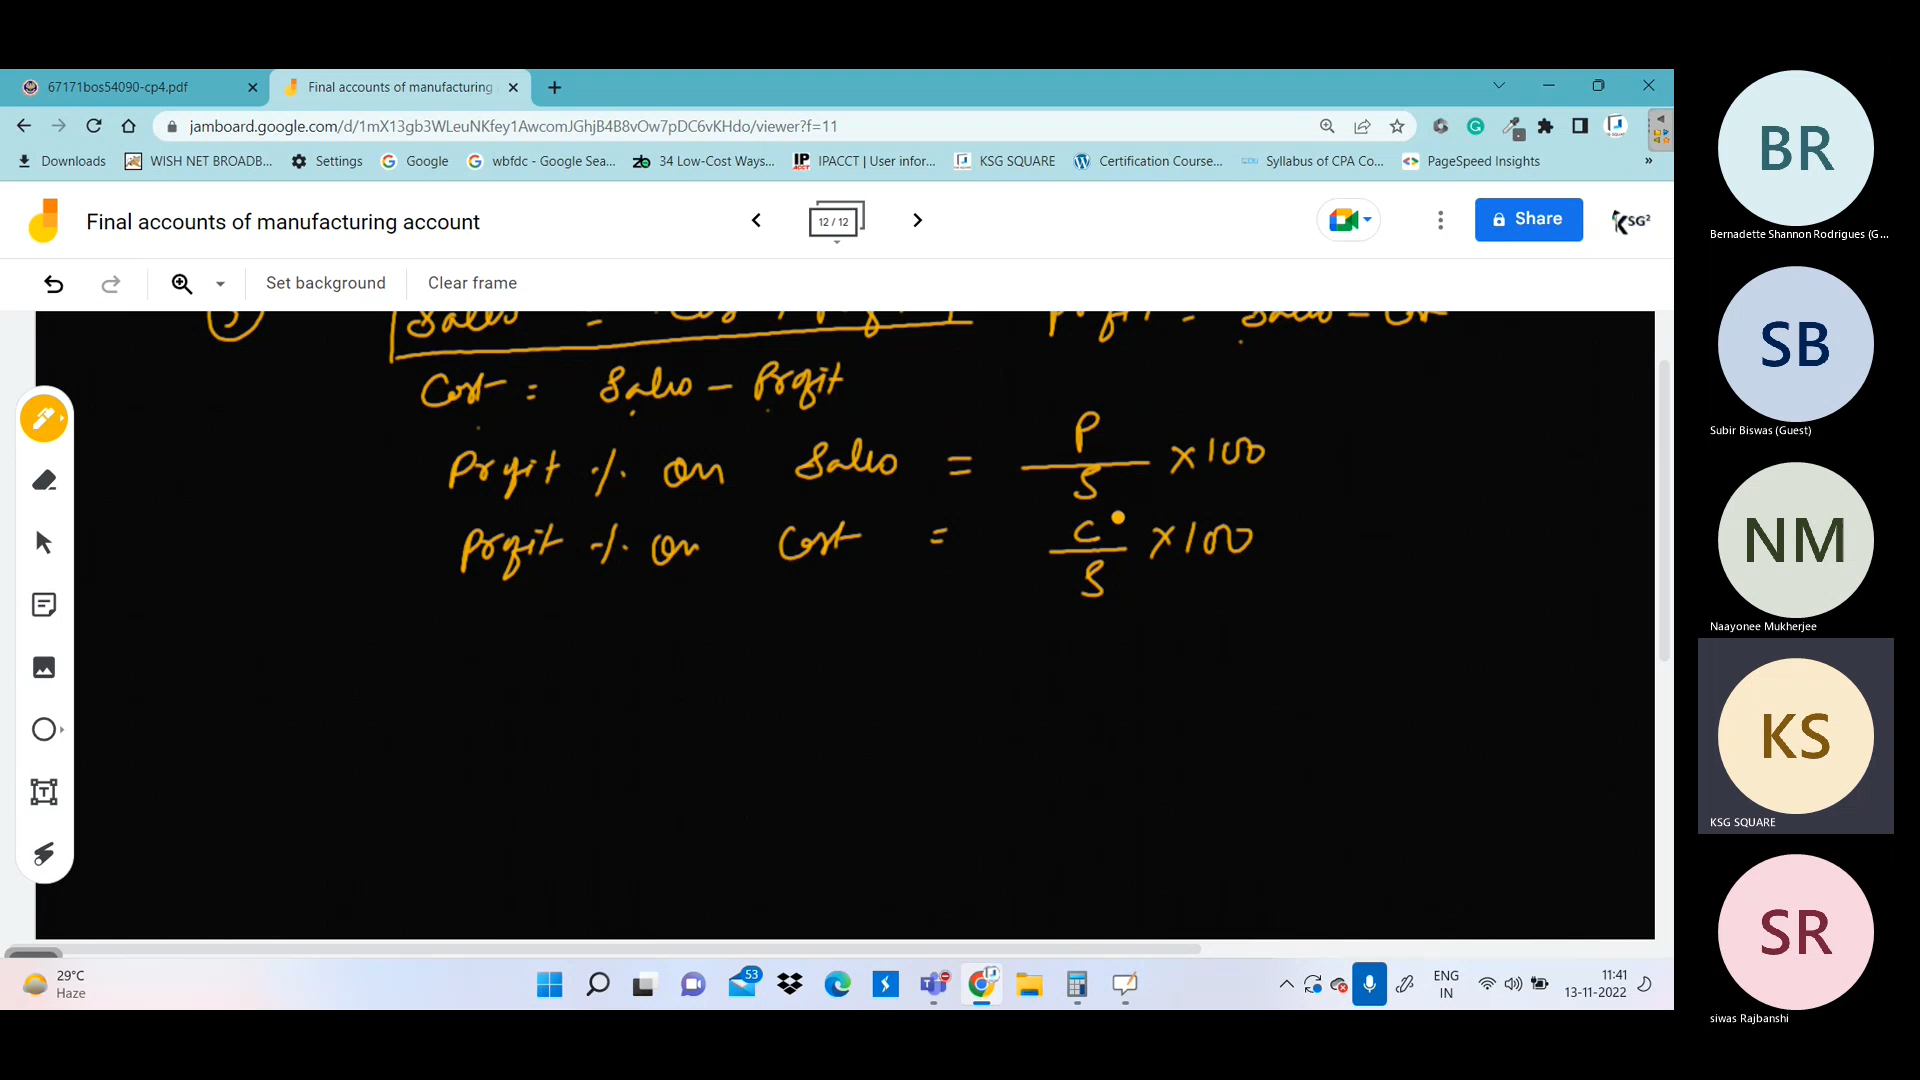 67171bos54090-cp4.pdf
Final accounts of manufacturing
jamboard.google.com/d/1mX13gb3WLeuNKfey1AwcomJGhjB4B8vOw7pDC6vKHdo/viewer?f=11
Downloads WISH NET BROADB... Settings Google wbfdc - Google Sea... 34 Low-Cost Ways... IPACCT | User infor... KSG SQUARE Certification Course... Syllabus of CPA Co... PageSpeed Insights »
Final accounts of manufacturing account
12 / 12
Share
KSG²
Set background
Clear frame
Profit = Sales - Cost
Cost = Sales - Profit
Profit % on Sales = P/S × 100
Profit % on Cost = C/S × 100
BR
Bernadette Shannon Rodrigues (G...
SB
Subir Biswas (Guest)
NM
Naayonee Mukherjee
KS
KSG SQUARE
SR
siwas Rajbanshi
29°C
Haze
53
ENG
IN
11:41
13-11-2022